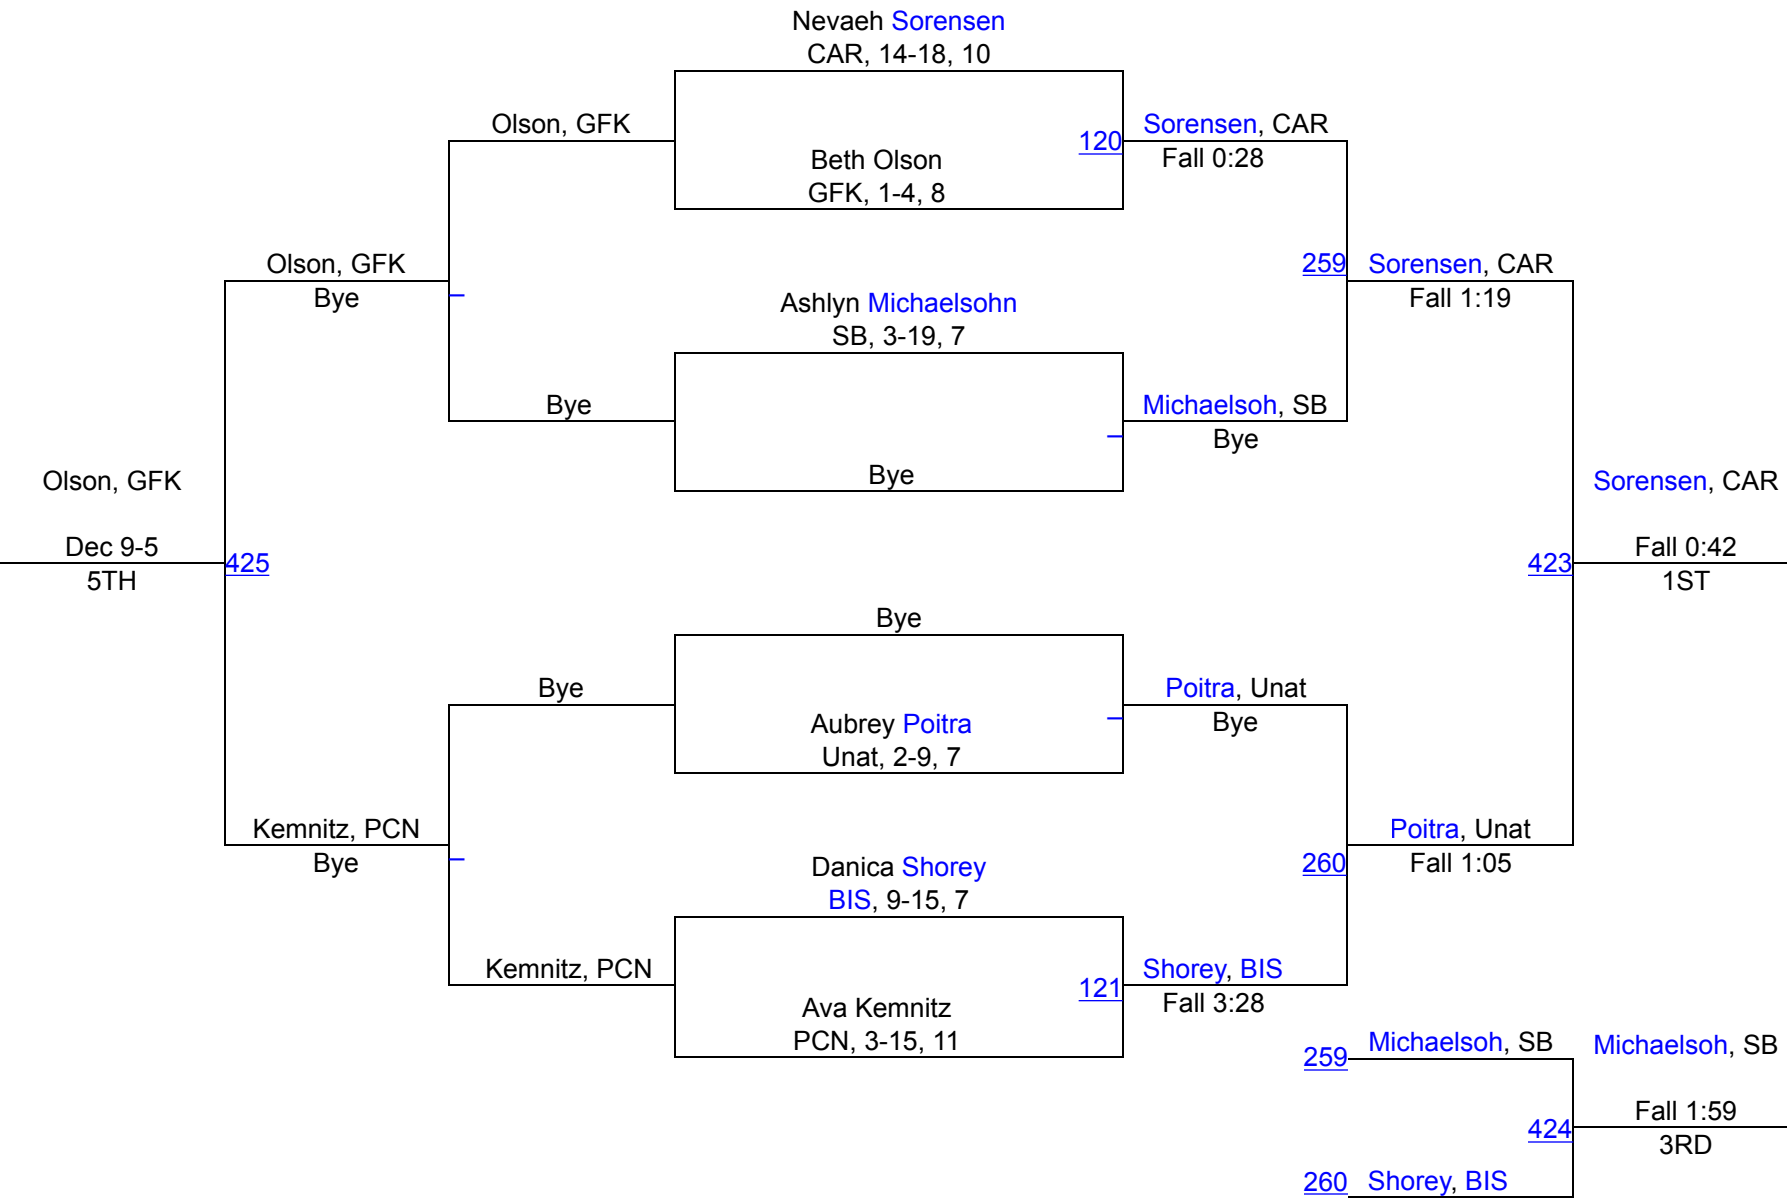 Nevaeh Sorensen
CAR, 14-18, 10
Olson, GFK
120
Sorensen, CAR
Fall 0:28
Beth Olson
GFK, 1-4, 8
Olson, GFK
Bye
259
Sorensen, CAR
Fall 1:19
Ashlyn Michaelsohn
SB, 3-19, 7
Bye
Michaelsoh, SB
Bye
Bye
Olson, GFK
Dec 9-5
5TH
425
Sorensen, CAR
423
Fall 0:42
1ST
Bye
Bye
Poitra, Unat
Bye
Aubrey Poitra
Unat, 2-9, 7
Kemnitz, PCN
Bye
260
Poitra, Unat
Fall 1:05
Danica Shorey
BIS, 9-15, 7
Kemnitz, PCN
121
Shorey, BIS
Fall 3:28
Ava Kemnitz
PCN, 3-15, 11
259
Michaelsoh, SB
Michaelsoh, SB
424
Fall 1:59
3RD
260
Shorey, BIS